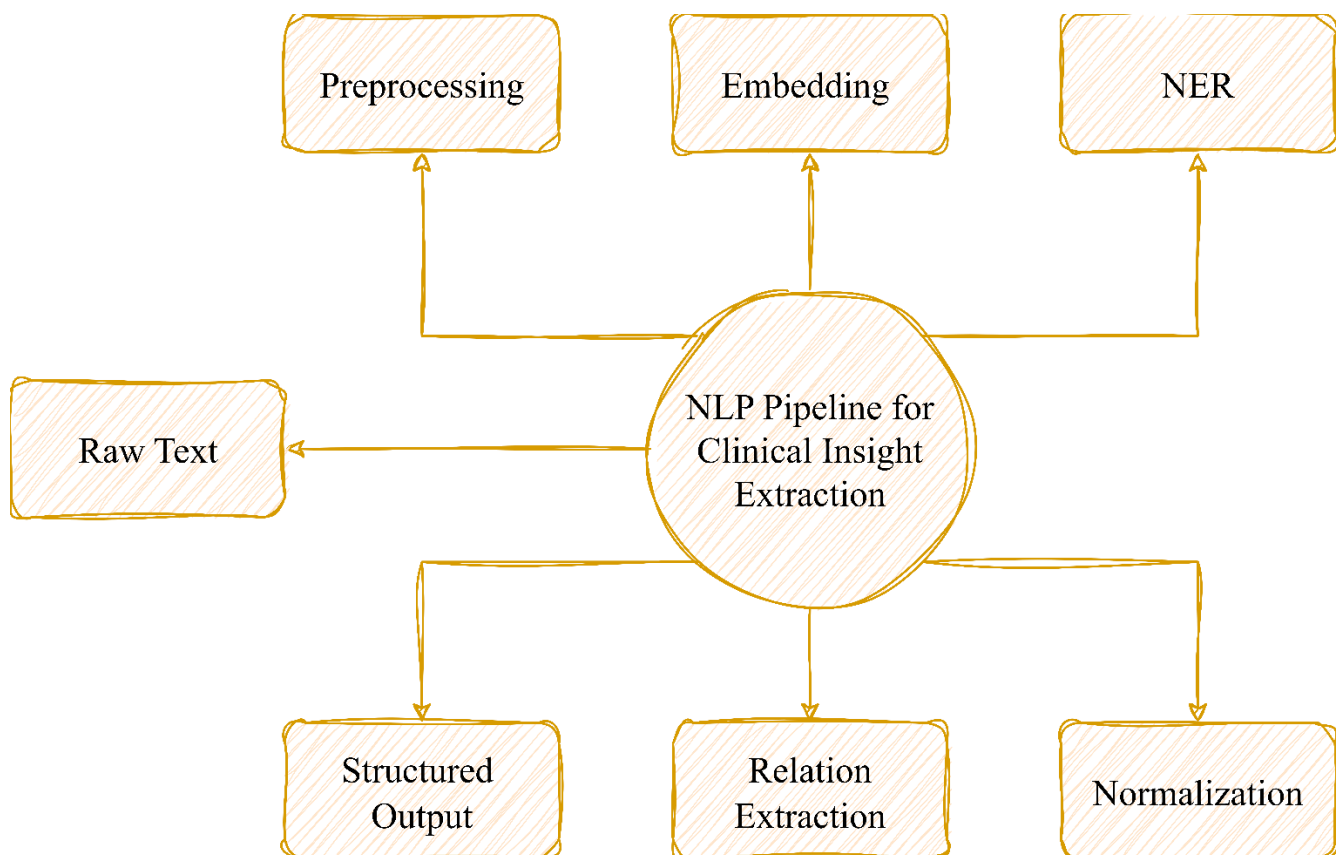 Preprocessing
Embedding
NER
Raw Text
NLP Pipeline for
Clinical Insight
Extraction
Structured
Output
Relation
Extraction
Normalization